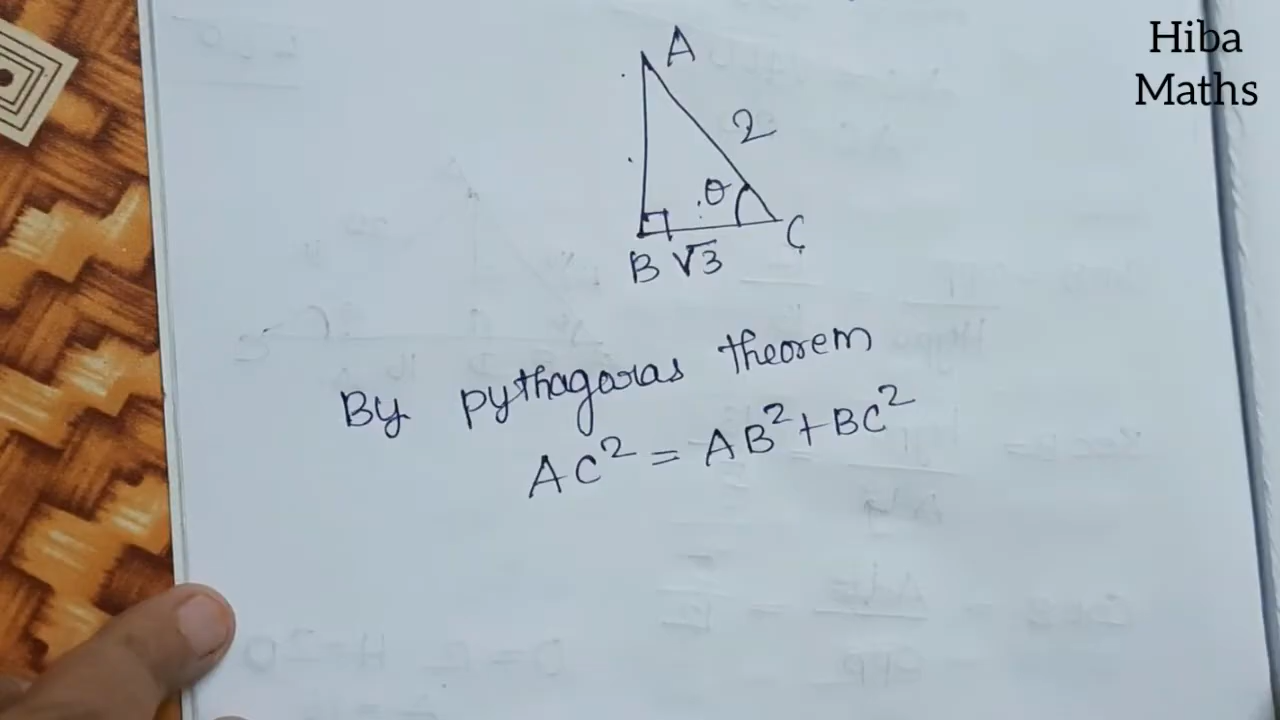 Hiba
Maths
A
2
θ
B √3 C
By pythagoras theorem
AC² = AB² + BC²